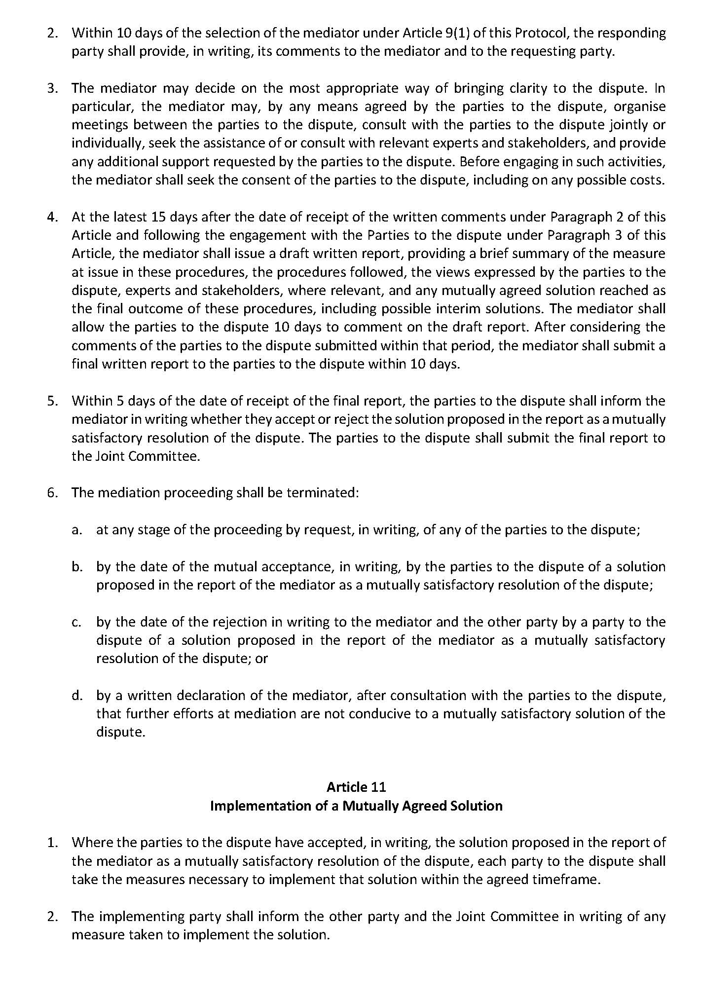 2. Within 10 days of the selection of the mediator under Article 9(1) of this Protocol, the responding
party shall provide, in writing, its comments to the mediator and to the requesting party.
3. The mediator may decide on the most appropriate way of bringing clarity to the dispute. In
particular, the mediator may, by any means agreed by the parties to the dispute, organise
meetings between the parties to the dispute, consult with the parties to the dispute jointly or
individually, seek the assistance of or consult with relevant experts and stakeholders, and provide
any additional support requested by the parties to the dispute. Before engaging in such activities,
the mediator shall seek the consent of the parties to the dispute, including on any possible costs.
4. At the latest 15 days after the date of receipt of the written comments under Paragraph 2 of this
Article and following the engagement with the Parties to the dispute under Paragraph 3 of this
Article, the mediator shall issue a draft written report, providing a brief summary of the measure
at issue in these procedures, the procedures followed, the views expressed by the parties to the
dispute, experts and stakeholders, where relevant, and any mutually agreed solution reached as
the final outcome of these procedures, including possible interim solutions. The mediator shall
allow the parties to the dispute 10 days to comment on the draft report. After considering the
comments of the parties to the dispute submitted within that period, the mediator shall submit a
final written report to the parties to the dispute within 10 days.
5. Within 5 days of the date of receipt of the final report, the parties to the dispute shall inform the
mediator in writing whether they accept or reject the solution proposed in the report as a mutually
satisfactory resolution of the dispute. The parties to the dispute shall submit the final report to
the Joint Committee.
6. The mediation proceeding shall be terminated:
a. at any stage of the proceeding by request, in writing, of any of the parties to the dispute;
b. by the date of the mutual acceptance, in writing, by the parties to the dispute of a solution
proposed in the report of the mediator as a mutually satisfactory resolution of the dispute;
c. by the date of the rejection in writing to the mediator and the other party by a party to the
dispute of a solution proposed in the report of the mediator as a mutually satisfactory
resolution of the dispute; or
d. by a written declaration of the mediator, after consultation with the parties to the dispute,
that further efforts at mediation are not conducive to a mutually satisfactory solution of the
dispute.
Article 11
Implementation of a Mutually Agreed Solution
1. Where the parties to the dispute have accepted, in writing, the solution proposed in the report of
the mediator as a mutually satisfactory resolution of the dispute, each party to the dispute shall
take the measures necessary to implement that solution within the agreed timeframe.
2. The implementing party shall inform the other party and the Joint Committee in writing of any
measure taken to implement the solution.